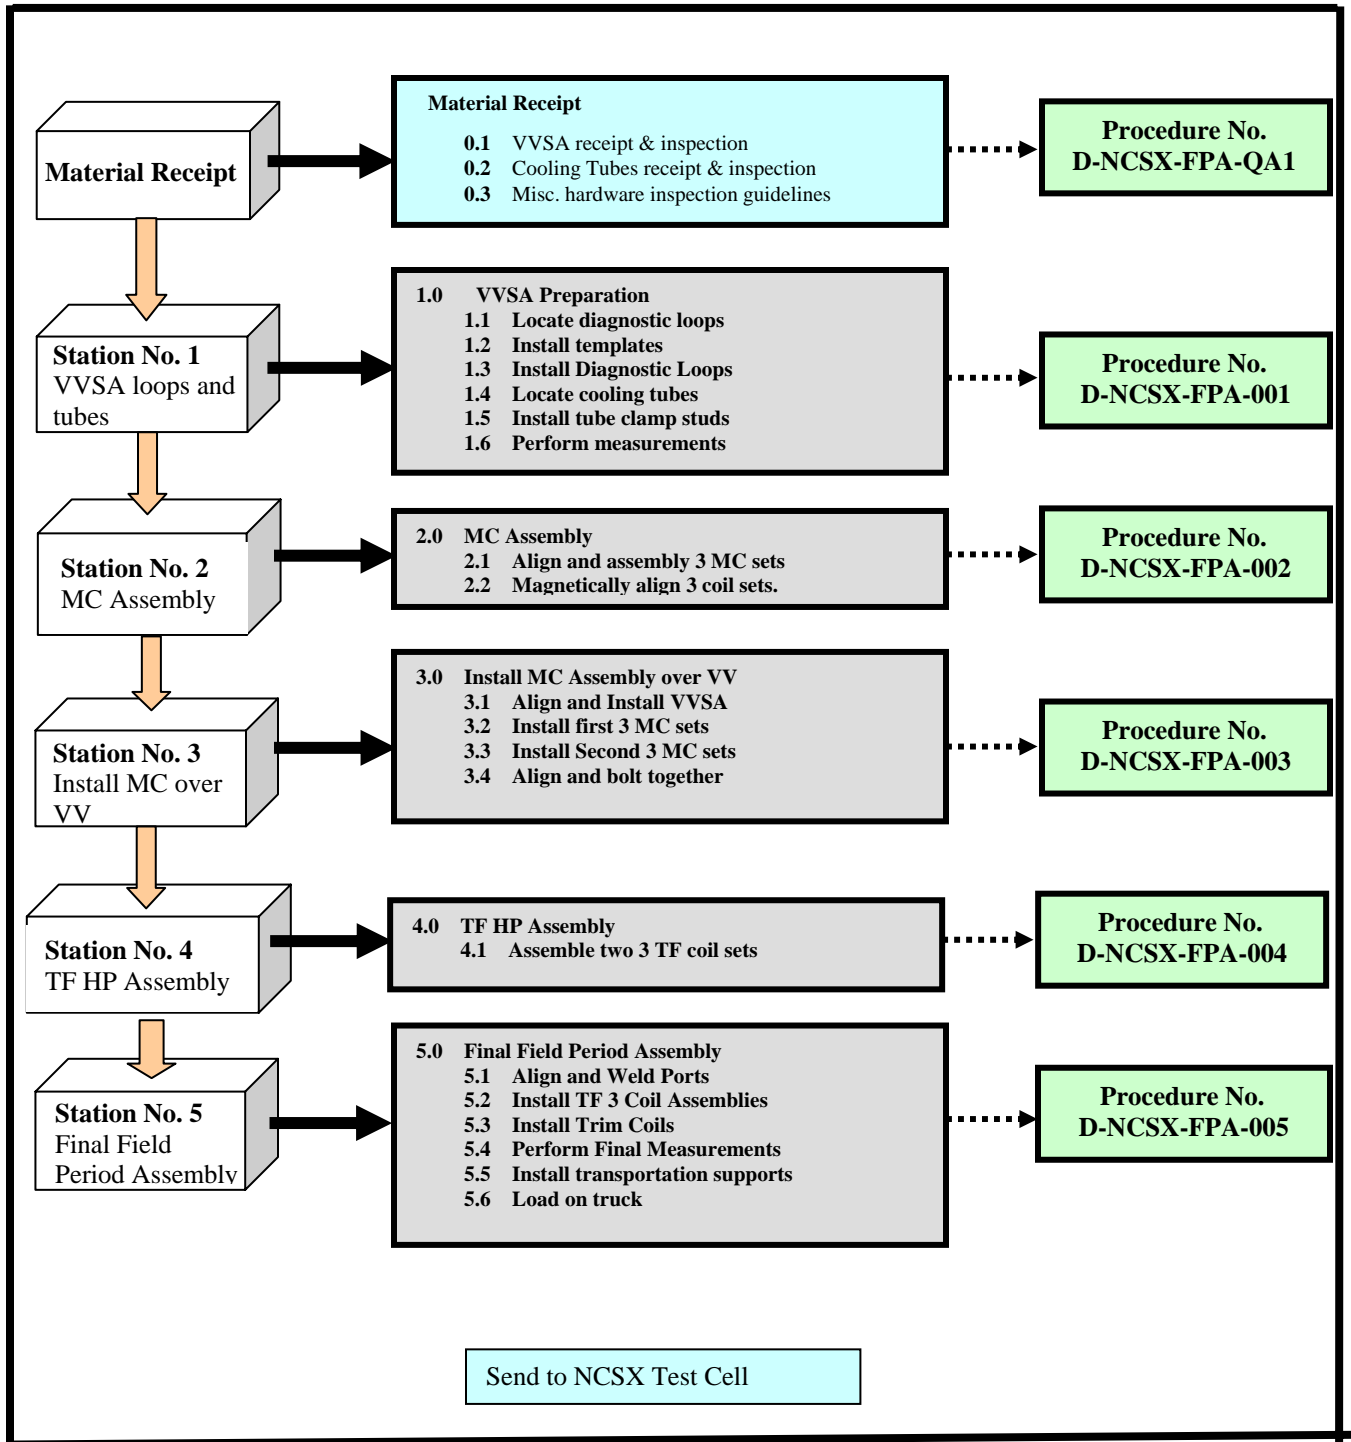 Material Receipt
Material Receipt
0.1 VVSA receipt & inspection
0.2 Cooling Tubes receipt & inspection
0.3 Misc. hardware inspection guidelines
Procedure No.
D-NCSX-FPA-QA1
Station No. 1
VVSA loops and
tubes
1.0 VVSA Preparation
1.1 Locate diagnostic loops
1.2 Install templates
1.3 Install Diagnostic Loops
1.4 Locate cooling tubes
1.5 Install tube clamp studs
1.6 Perform measurements
Procedure No.
D-NCSX-FPA-001
Station No. 2
MC Assembly
2.0 MC Assembly
2.1 Align and assembly 3 MC sets
2.2 Magnetically align 3 coil sets.
Procedure No.
D-NCSX-FPA-002
Station No. 3
Install MC over
VV
3.0 Install MC Assembly over VV
3.1 Align and Install VVSA
3.2 Install first 3 MC sets
3.3 Install Second 3 MC sets
3.4 Align and bolt together
Procedure No.
D-NCSX-FPA-003
Station No. 4
TF HP Assembly
4.0 TF HP Assembly
4.1 Assemble two 3 TF coil sets
Procedure No.
D-NCSX-FPA-004
Station No. 5
Final Field
Period Assembly
5.0 Final Field Period Assembly
5.1 Align and Weld Ports
5.2 Install TF 3 Coil Assemblies
5.3 Install Trim Coils
5.4 Perform Final Measurements
5.5 Install transportation supports
5.6 Load on truck
Procedure No.
D-NCSX-FPA-005
Send to NCSX Test Cell